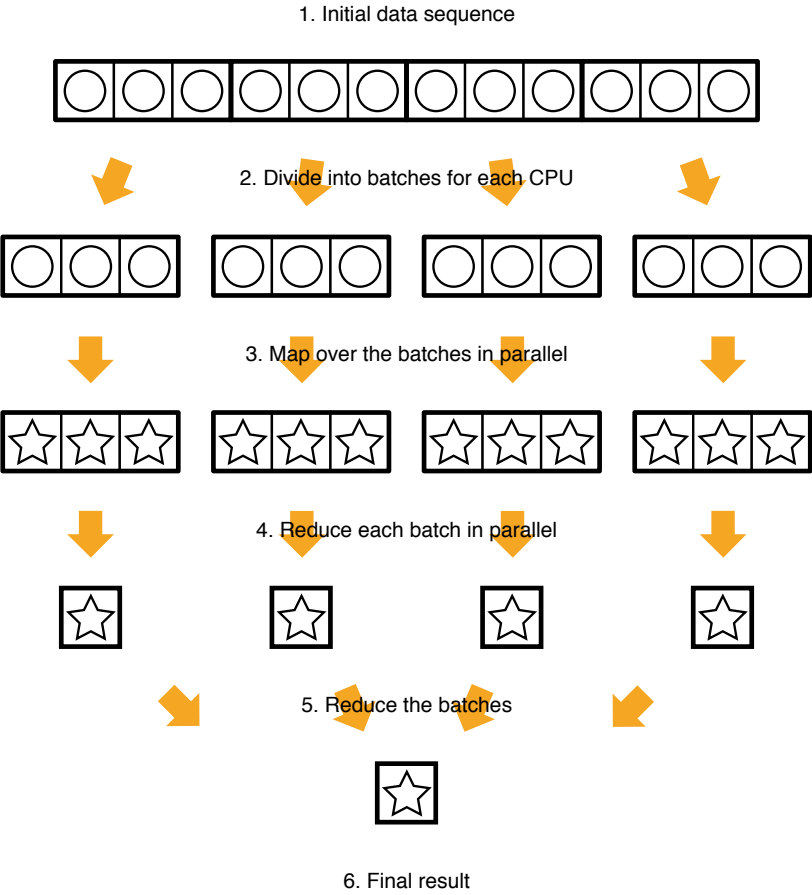 1. Initial data sequence
2. Divide into batches for each CPU
3. Map over the batches in parallel
4. Reduce each batch in parallel
5. Reduce the batches
6. Final result